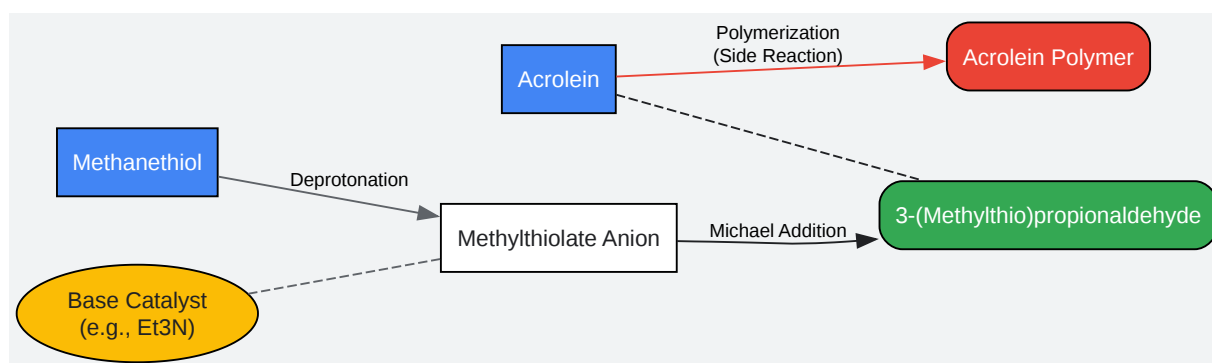 Polymerization
(Side Reaction)
Acrolein Polymer
Acrolein
Methanethiol
Deprotonation
3-(Methylthio)propionaldehyde
Methylthiolate Anion
Michael Addition
Base Catalyst
(e.g., Et3N)